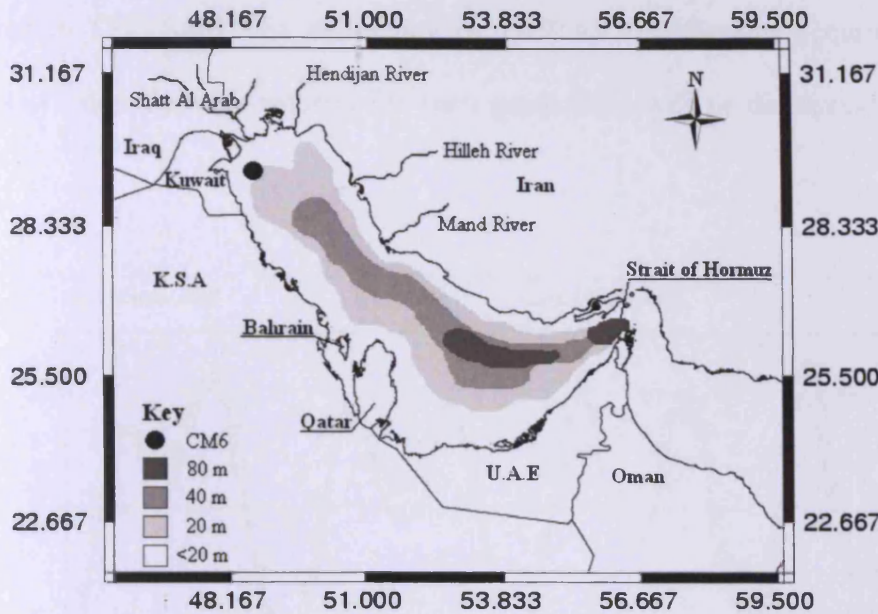 48.167 51.000 53.833 56.667 59.500
31.167
Hendijan River
N
Shatt Al Arab
Iraq
Hilleh River
Kuwait
Iran
28.333
28.333
Mand River
K.S.A
Strait of Hormuz
Bahrain
25.500
25.500
Key
Qatar
CM6
80 m
U.A.E
Oman
40 m
22.667
22.667
20 m
<20 m
48.167 51.000 53.833 56.667 59.500
31.167